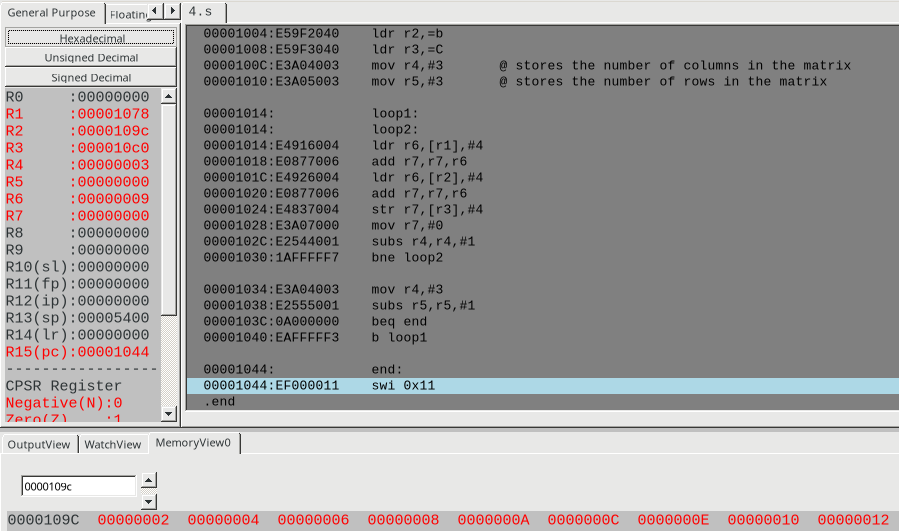 General Purpose
Floating
4.s
Hexadecimal
Unsigned Decimal
Signed Decimal
R0 :00000000
R1 :00001078
R2 :0000109c
R3 :000010c0
R4 :00000003
R5 :00000000
R6 :00000009
R7 :00000000
R8 :00000000
R9 :00000000
R10(sl):00000000
R11(fp):00000000
R12(ip):00000000
R13(sp):00005400
R14(lr):00000000
R15(pc):00001044
-----------------
CPSR Register
Negative(N):0
Zero(Z) :1
00001004:E59F2040 ldr r2,=b
00001008:E59F3040 ldr r3,=C
0000100C:E3A04003 mov r4,#3 @ stores the number of columns in the matrix
00001010:E3A05003 mov r5,#3 @ stores the number of rows in the matrix
00001014: loop1:
00001014: loop2:
00001014:E4916004 ldr r6,[r1],#4
00001018:E0877006 add r7,r7,r6
0000101C:E4926004 ldr r6,[r2],#4
00001020:E0877006 add r7,r7,r6
00001024:E4837004 str r7,[r3],#4
00001028:E3A07000 mov r7,#0
0000102C:E2544001 subs r4,r4,#1
00001030:1AFFFFF7 bne loop2
00001034:E3A04003 mov r4,#3
00001038:E2555001 subs r5,r5,#1
0000103C:0A000000 beq end
00001040:EAFFFFF3 b loop1
00001044: end:
00001044:EF000011 swi 0x11
.end
OutputView
WatchView
MemoryView0
0000109c
0000109C 00000002 00000004 00000006 00000008 0000000A 0000000C 0000000E 00000010 00000012